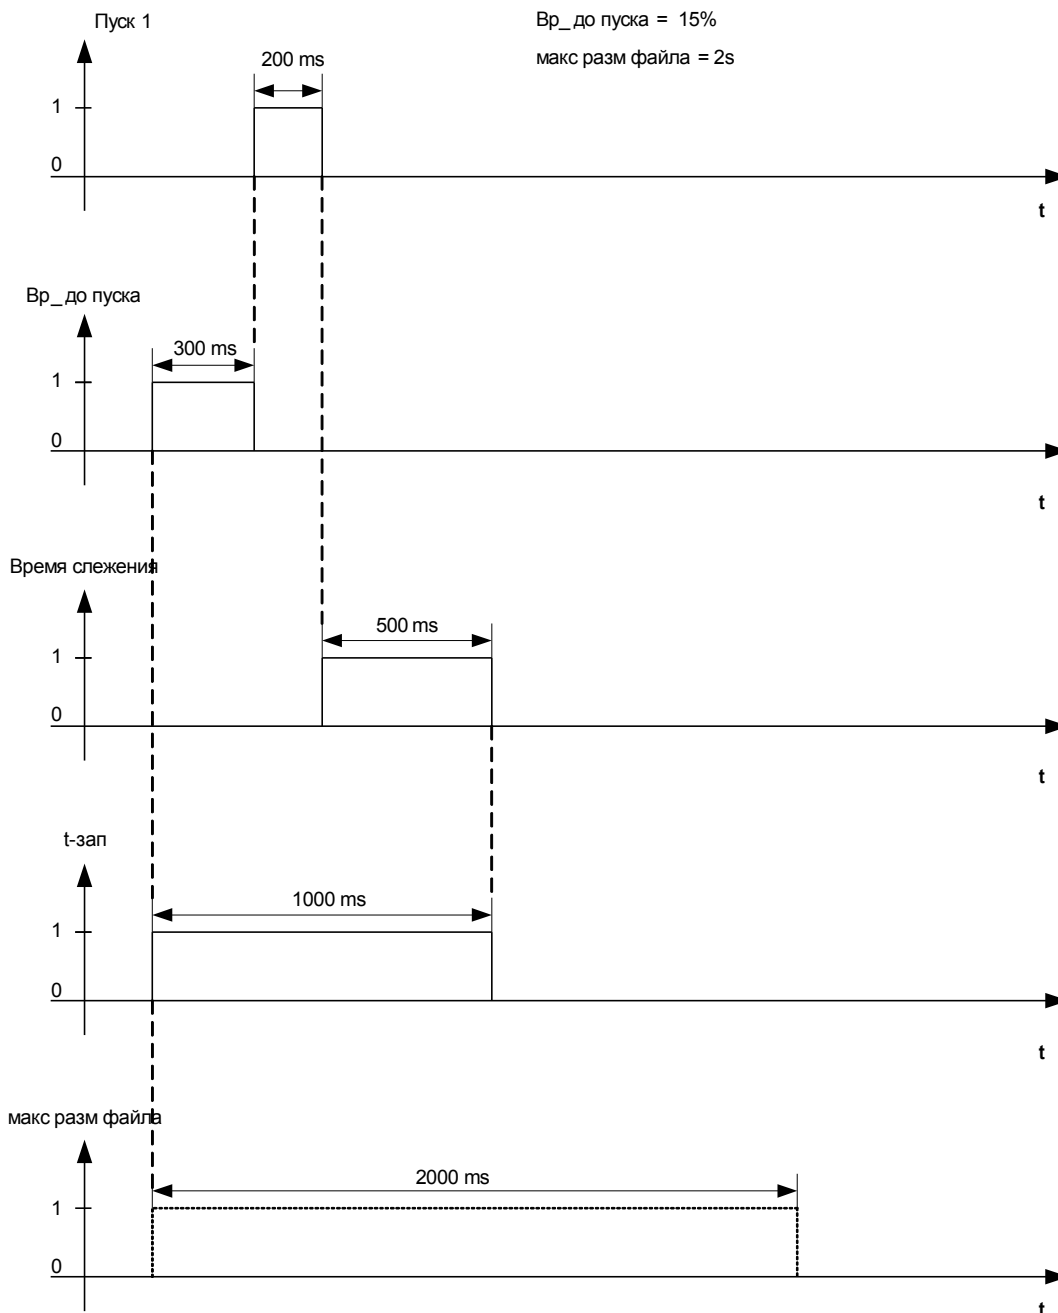 Пуск 1
Вр_до пуска = 15%
макс разм файла = 2s
200 ms
1
0
t
Вр_до пуска
300 ms
1
0
t
Время слежения
500 ms
1
0
t
t-зап
1000 ms
1
0
t
макс разм файла
2000 ms
1
0
t